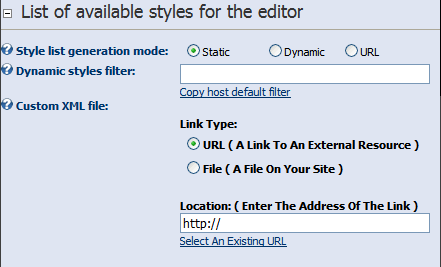 List of available styles for the editor
Style list generation mode: Static Dynamic URL
Dynamic styles filter:
Copy host default filter
Custom XML file:
Link Type:
URL ( A Link To An External Resource )
File ( A File On Your Site )
Location: ( Enter The Address Of The Link )
http://
Select An Existing URL